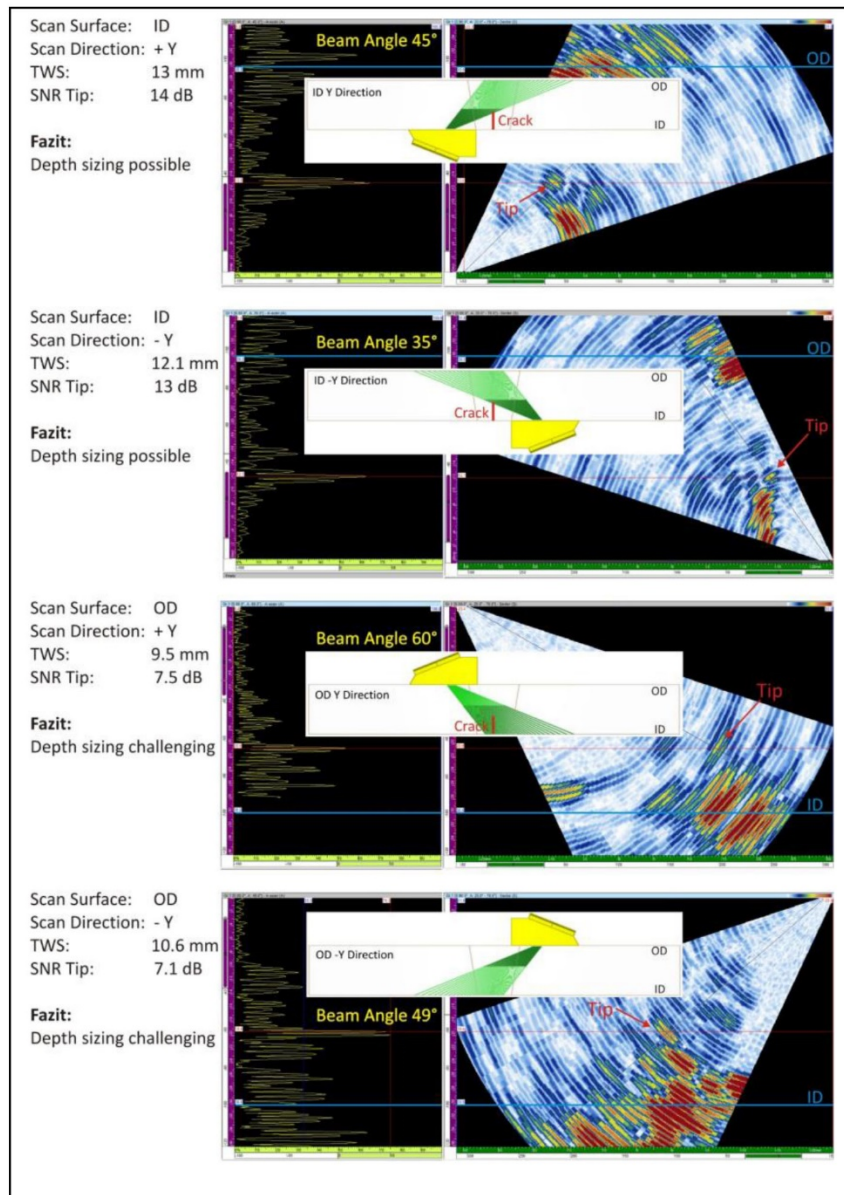 Scan Surface: ID
Scan Direction: + Y
TWS: 13 mm
SNR Tip: 14 dB
Fazit:
Depth sizing possible
Beam Angle 45°
OD
ID Y Direction
OD
Crack
ID
Tip
Scan Surface: ID
Scan Direction: - Y
TWS: 12.1 mm
SNR Tip: 13 dB
Fazit:
Depth sizing possible
Beam Angle 35°
OD
ID -Y Direction
OD
Crack
ID
Tip
Scan Surface: OD
Scan Direction: + Y
TWS: 9.5 mm
SNR Tip: 7.5 dB
Fazit:
Depth sizing challenging
Beam Angle 60°
OD Y Direction
OD
Crack
ID
Tip
ID
Scan Surface: OD
Scan Direction: - Y
TWS: 10.6 mm
SNR Tip: 7.1 dB
Fazit:
Depth sizing challenging
OD -Y Direction
OD
ID
Beam Angle 49°
Tip
ID